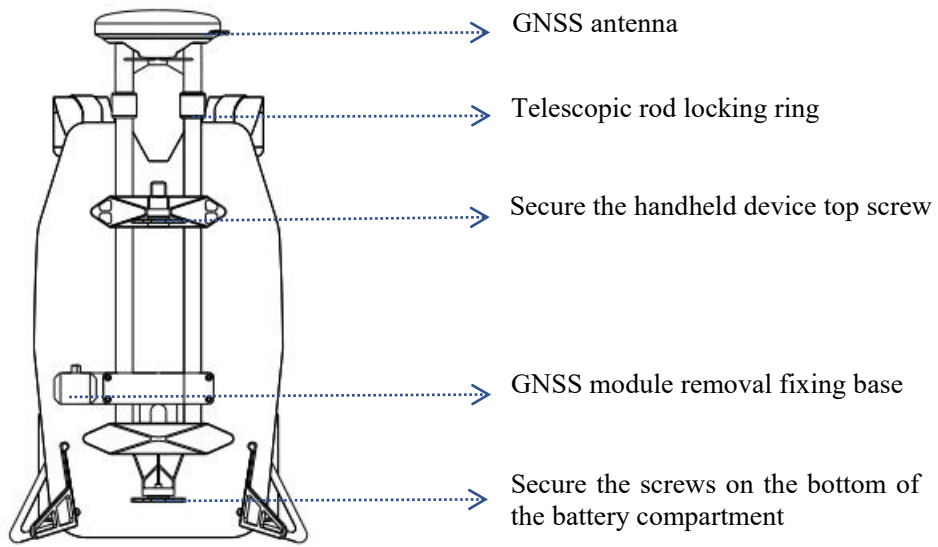 GNSS antenna
Telescopic rod locking ring
Secure the handheld device top screw
GNSS module removal fixing base
Secure the screws on the bottom of
the battery compartment